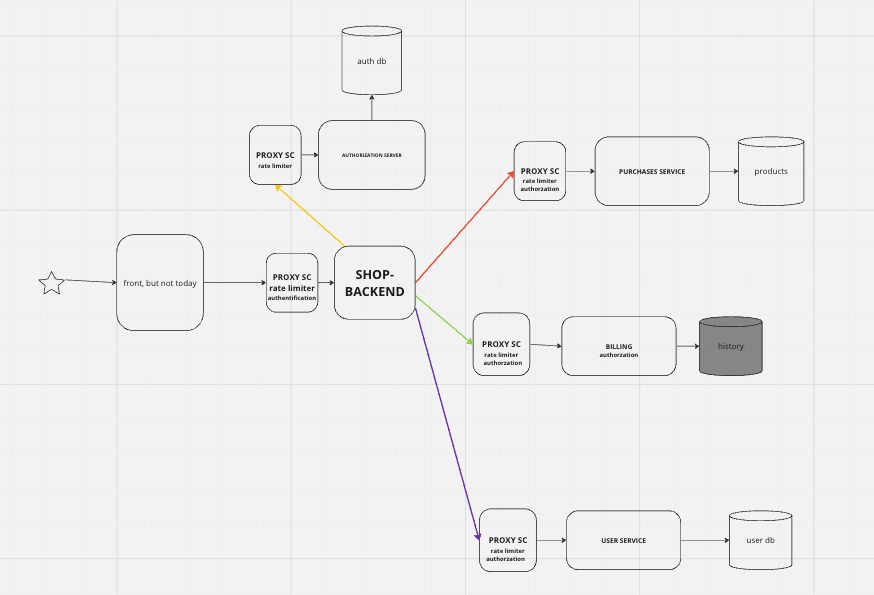 auth db
PROXY SC
rate limiter
AUTHORIZATION SERVER
PROXY SC
rate limiter
authorzation
PURCHASES SERVICE
products
front, but not today
PROXY SC
rate limiter
authentification
SHOP-
BACKEND
PROXY SC
rate limiter
authorzation
BILLING
authorzation
history
PROXY SC
rate limiter
authorzation
USER SERVICE
user db